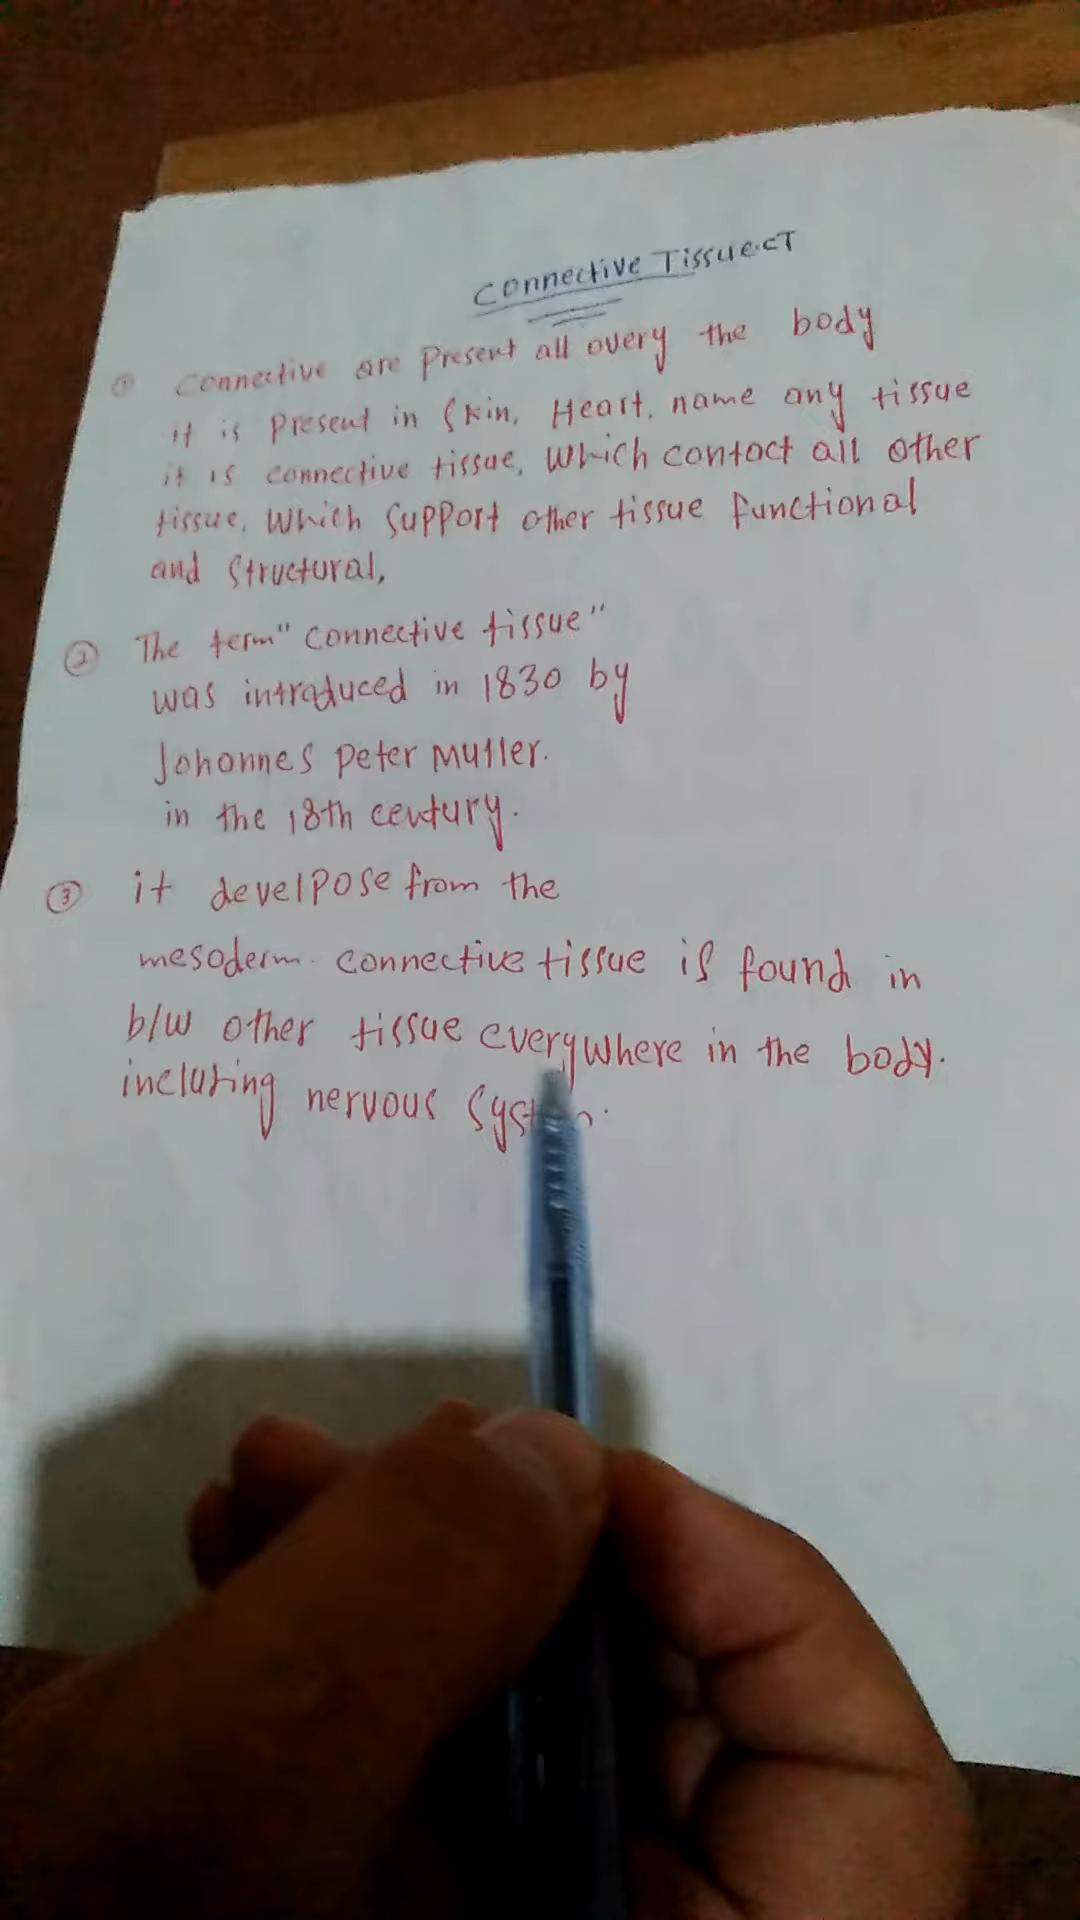 Connective Tissue.CT
① Connective are Present all overy the body
it is Present in Skin, Heart, name any tissue
it is connective tissue, Which contact all other
tissue, Which Support other tissue functional
and Structural,
② The term "connective tissue"
was introduced in 1830 by
Johonnes Peter Muller.
in the 18th century.
③ it develpose from the
mesoderm. connective tissue is found in
b/w other tissue everywhere in the body.
incluting nervous